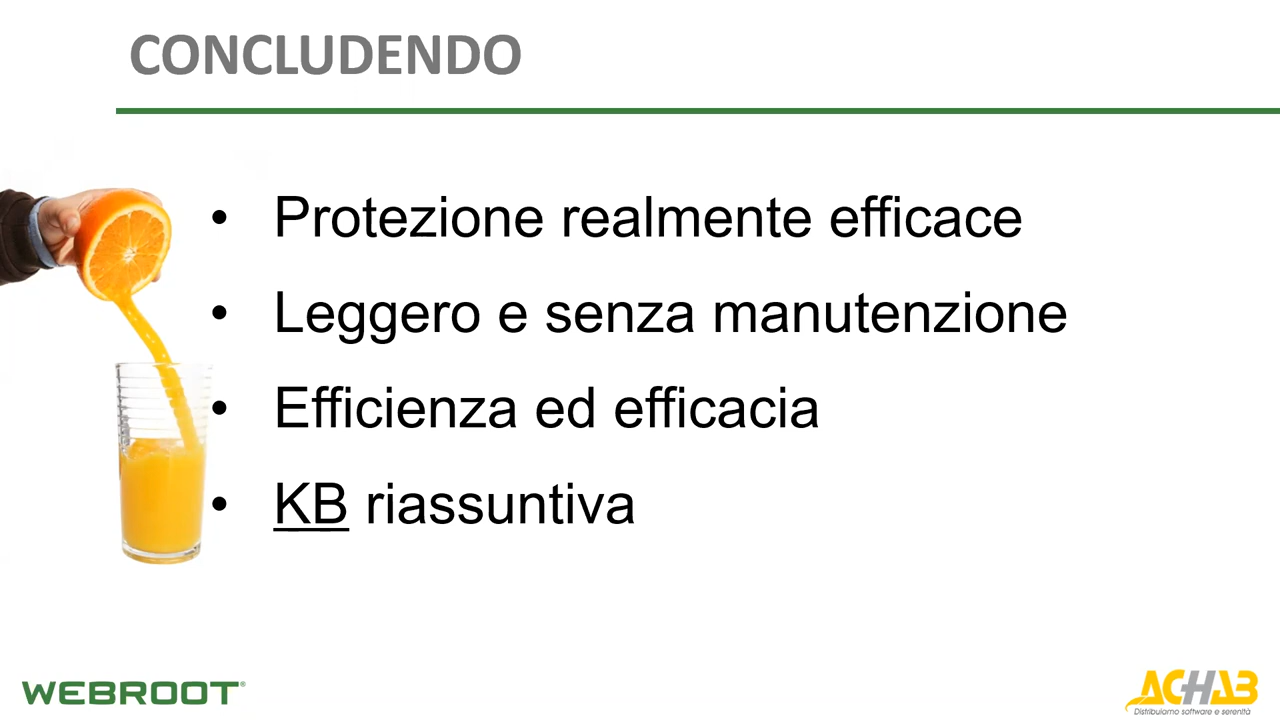 CONCLUDENDO
• Protezione realmente efficace
• Leggero e senza manutenzione
• Efficienza ed efficacia
• KB riassuntiva
WEBROOT®
ACHAB
Distribuiamo software e serenità